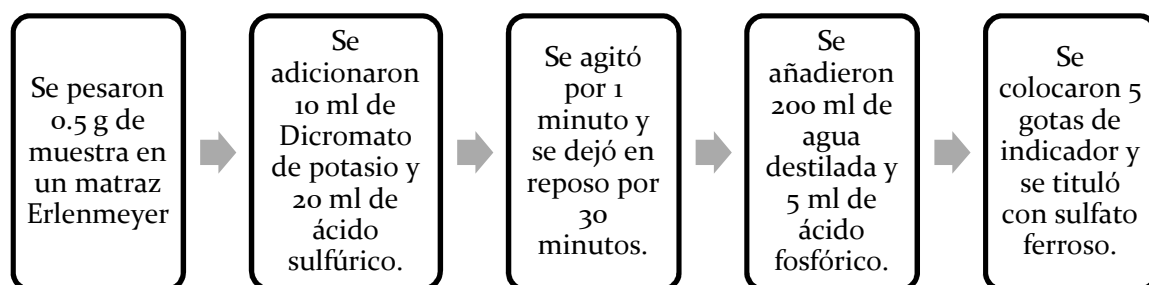 Se pesaron
0.5 g de
muestra en
un matraz
Erlenmeyer
Se
adicionaron
10 ml de
Dicromato
de potasio y
20 ml de
ácido
sulfúrico.
Se agitó
por 1
minuto y
se dejó en
reposo por
30
minutos.
Se
añadieron
200 ml de
agua
destilada y
5 ml de
ácido
fosfórico.
Se
colocaron 5
gotas de
indicador y
se tituló
con sulfato
ferroso.